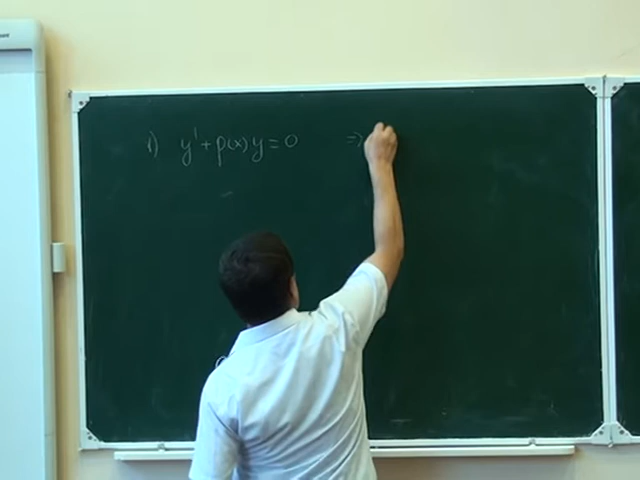 1) y' + p(x)y = 0 ⇒